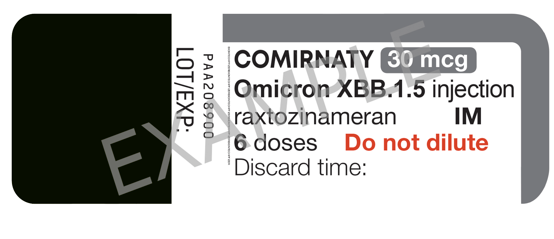 LOT/EXP:
PAA208900
COMIRNATY 30 mcg
Omicron XBB.1.5 injection
raxtozinameran IM
6 doses Do not dilute
Discard time:
EXAMPLE